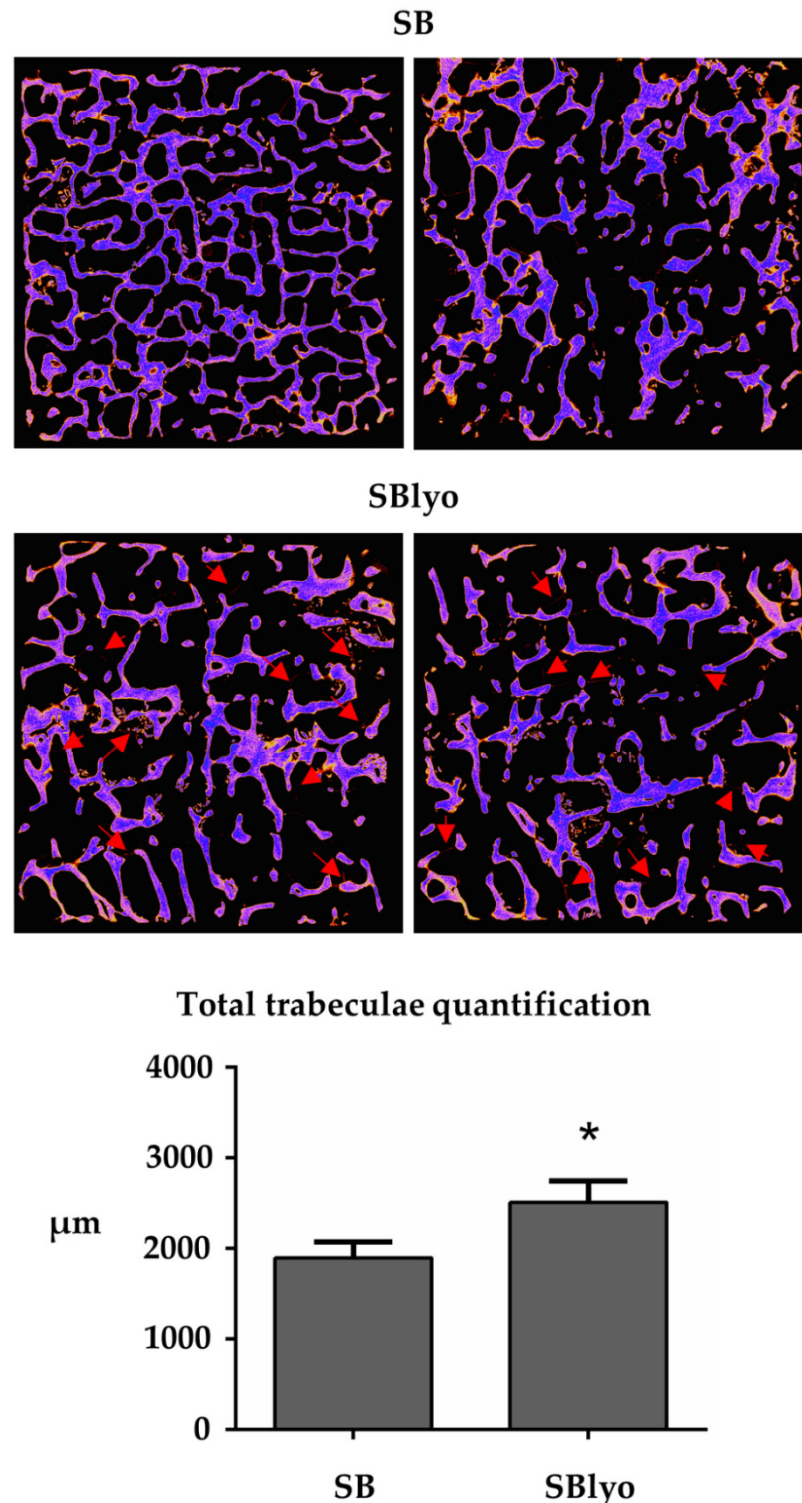 SB
SBlyo
Total trabeculae quantification
4000
3000
2000
1000
0
μm
*
SB
SBlyo